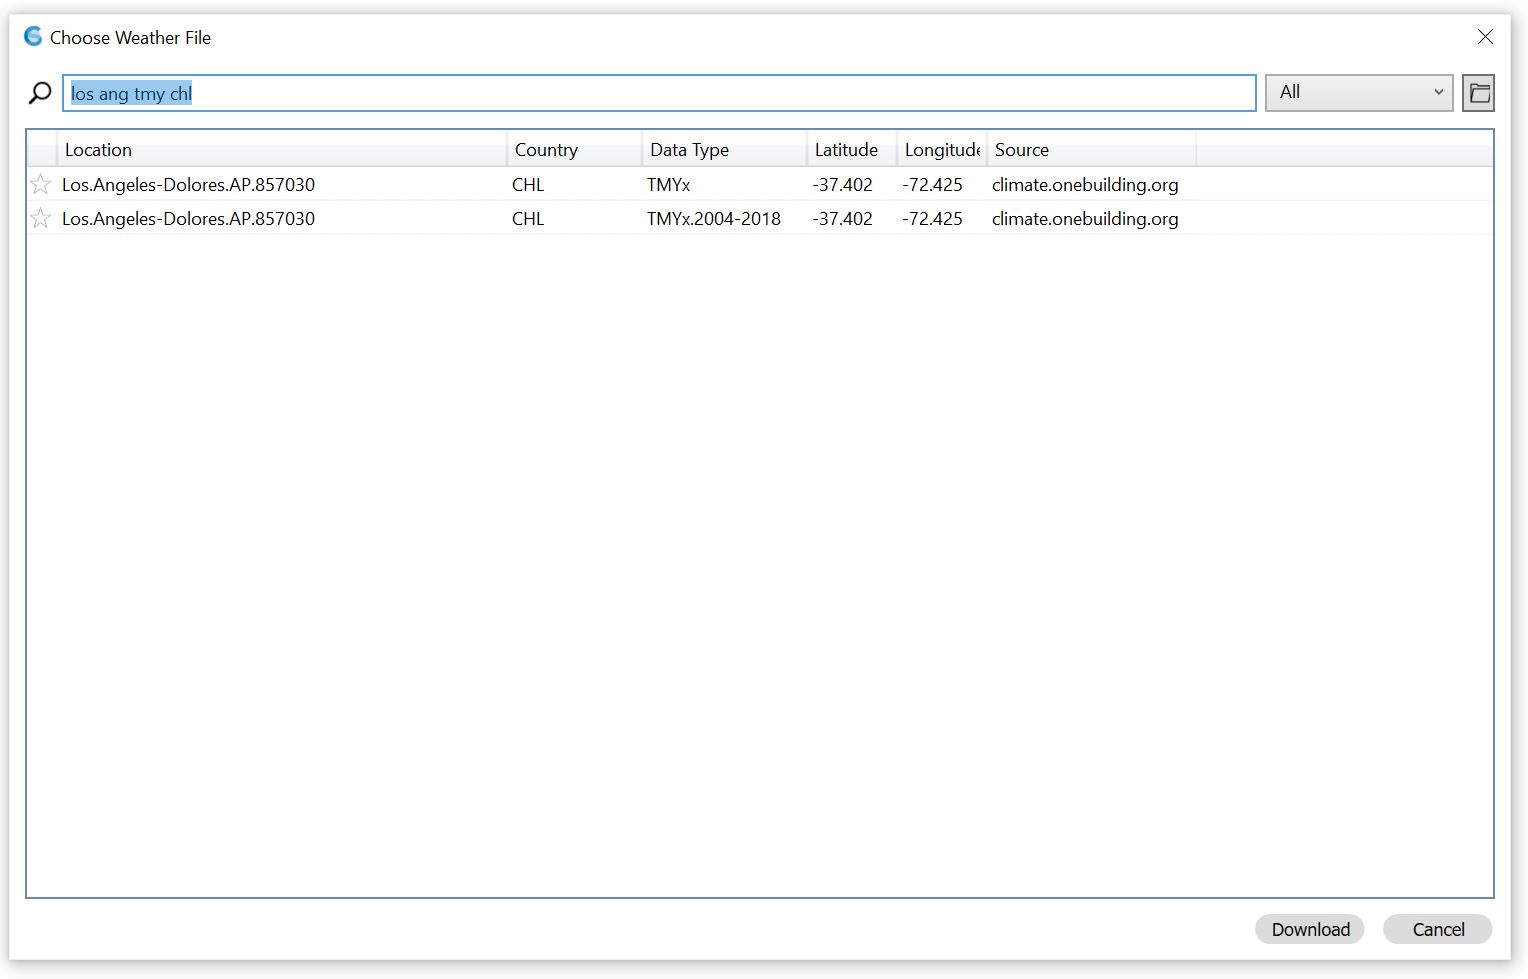 Choose Weather File
los ang tmy chl All
Location Country Data Type Latitude Longitude Source
Los.Angeles-Dolores.AP.857030 CHL TMYx -37.402 -72.425 climate.onebuilding.org
Los.Angeles-Dolores.AP.857030 CHL TMYx.2004-2018 -37.402 -72.425 climate.onebuilding.org
Download Cancel